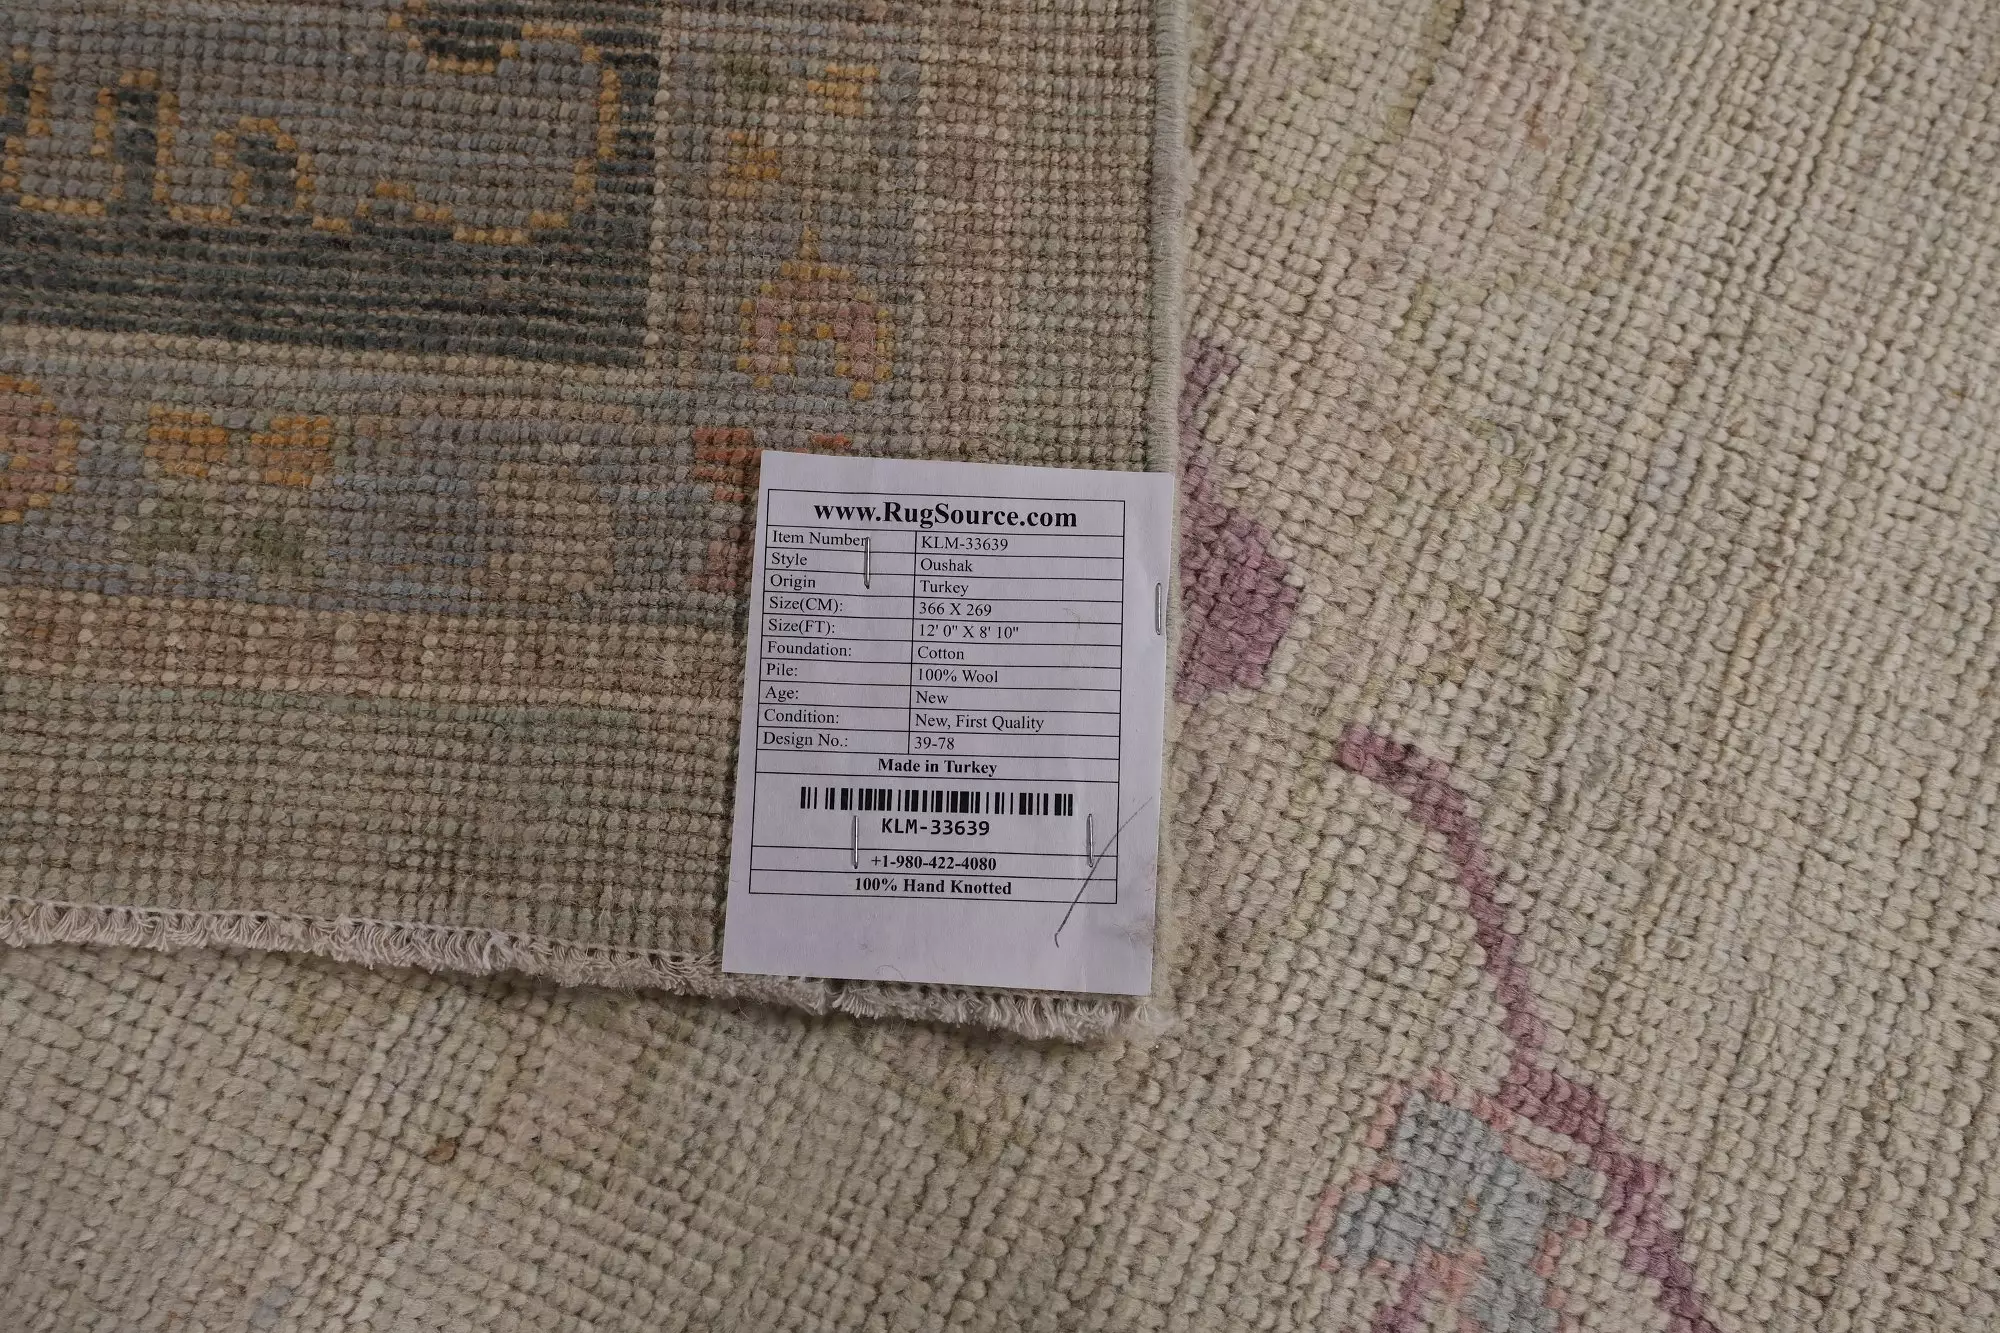 www.RugSource.com
Item Number KLM-33639
Style Oushak
Origin Turkey
Size(CM): 366 X 269
Size(FT): 12' 0" X 8' 10"
Foundation: Cotton
Pile: 100% Wool
Age: New
Condition: New, First Quality
Design No.: 39-78
Made in Turkey
KLM-33639
+1-980-422-4080
100% Hand Knotted